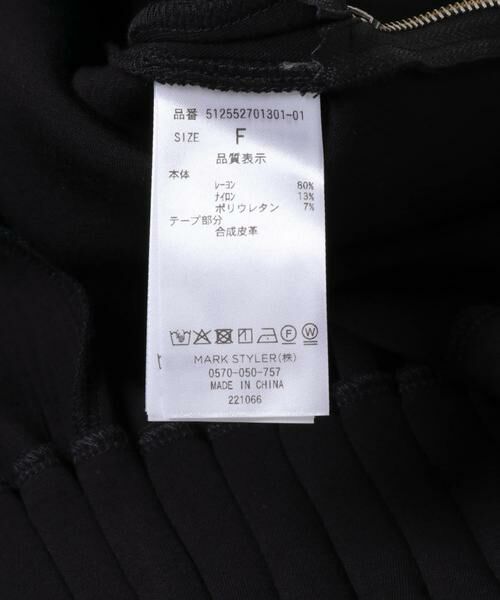 品番 512552701301-01
SIZE F
品質表示
本体
レーヨン 80%
ナイロン 13%
ポリウレタン 7%
テープ部分
合成皮革
MARK STYLER(株)
0570-050-757
MADE IN CHINA
221066